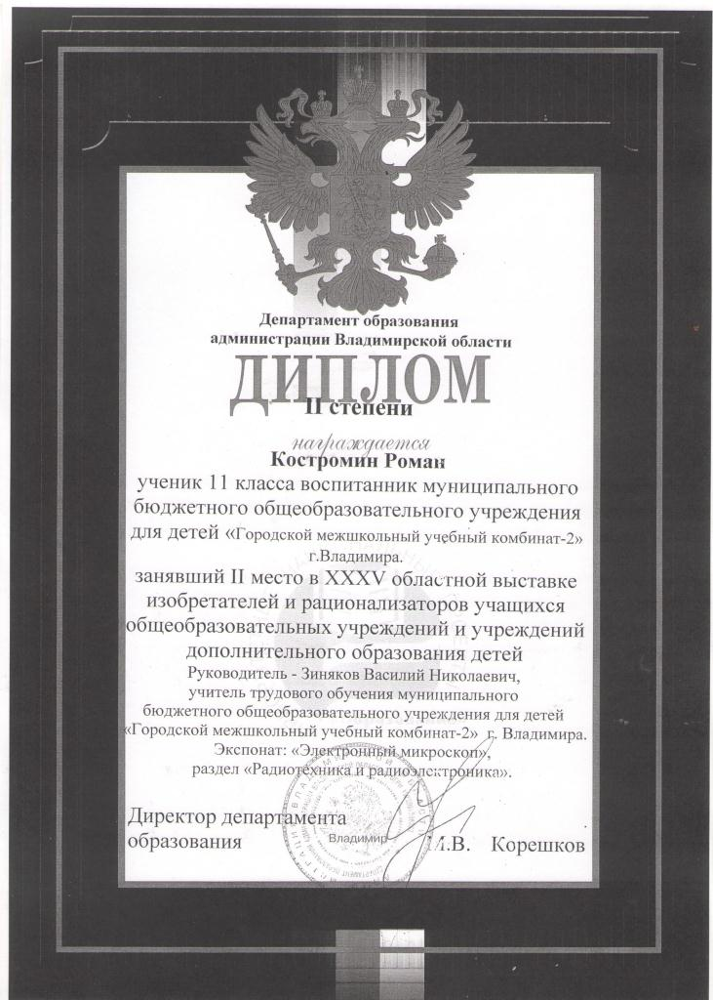 Департамент образования
администрации Владимирской области
ДИПЛОМ
II степени
награждается
Костромин Роман
ученик 11 класса воспитанник муниципального
бюджетного общеобразовательного учреждения
для детей «Городской межшкольный учебный комбинат-2»
г.Владимира.
занявший II место в XXXV областной выставке
изобретателей и рационализаторов учащихся
общеобразовательных учреждений и учреждений
дополнительного образования детей
Руководитель - Зиняков Василий Николаевич,
учитель трудового обучения муниципального
бюджетного общеобразовательного учреждения для детей
«Городской межшкольный учебный комбинат-2» г. Владимира.
Экспонат: «Электронный микроскоп»,
раздел «Радиотехника и радиоэлектроника».
Директор департамента
образования
Владимир
М.В. Корешков